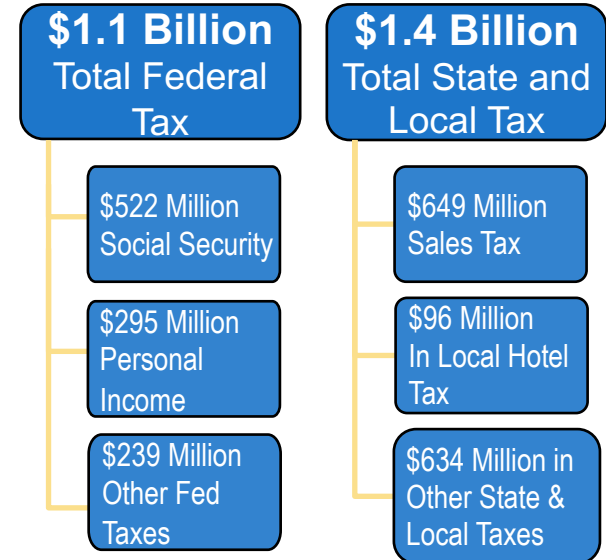 $1.1 Billion
Total Federal
Tax
$522 Million
Social Security
$295 Million
Personal
Income
$239 Million
Other Fed
Taxes
$1.4 Billion
Total State and
Local Tax
$649 Million
Sales Tax
$96 Million
In Local Hotel
Tax
$634 Million in
Other State &
Local Taxes